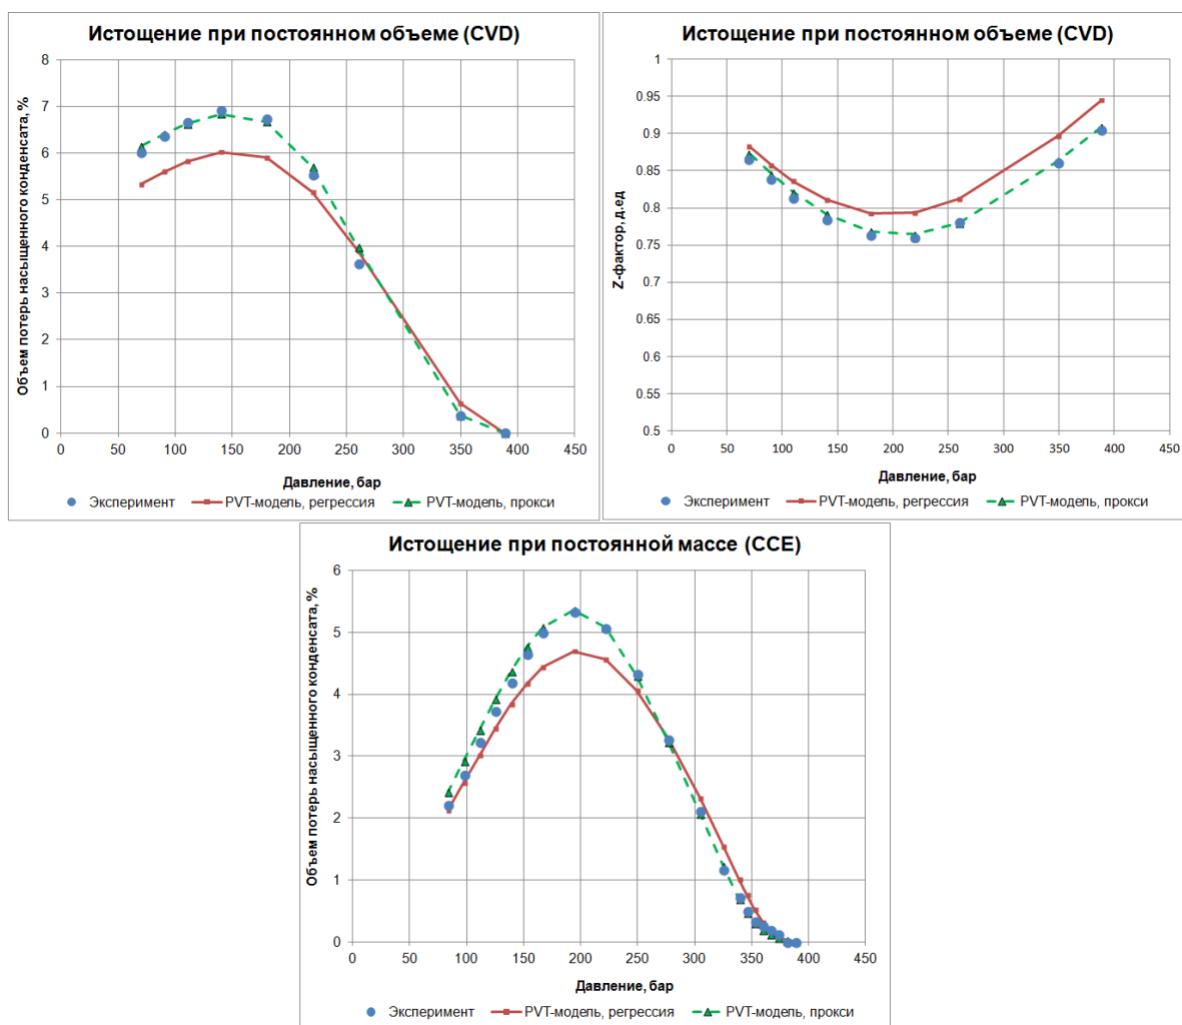 Истощение при постоянном объеме (CVD)
Объем потерь насыщенного конденсата, %
8
7
6
5
4
3
2
1
0
0 50 100 150 200 250 300 350 400 450
Давление, бар
Эксперимент PVT-модель, регрессия PVT-модель, прокси
Истощение при постоянном объеме (CVD)
Z-фактор, д.ед
1
0.95
0.9
0.85
0.8
0.75
0.7
0.65
0.6
0.55
0.5
0 50 100 150 200 250 300 350 400 450
Давление, бар
Эксперимент PVT-модель, регрессия PVT-модель, прокси
Истощение при постоянной массе (CCE)
Объем потерь насыщенного конденсата, %
6
5
4
3
2
1
0
0 50 100 150 200 250 300 350 400 450
Давление, бар
Эксперимент PVT-модель, регрессия PVT-модель, прокси